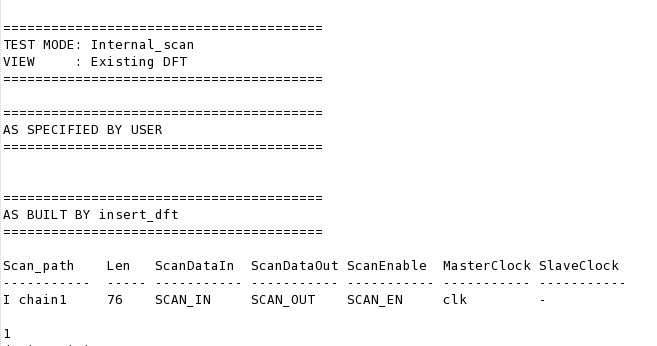 ========================================
TEST MODE: Internal_scan
VIEW     : Existing DFT
========================================
========================================
AS SPECIFIED BY USER
========================================
========================================
AS BUILT BY insert_dft
========================================
Scan_path    Len   ScanDataIn  ScanDataOut ScanEnable  MasterClock SlaveClock
-----------  ----- ----------- ----------- ----------- ----------- -----------
I chain1     76    SCAN_IN     SCAN_OUT    SCAN_EN     clk         -
1